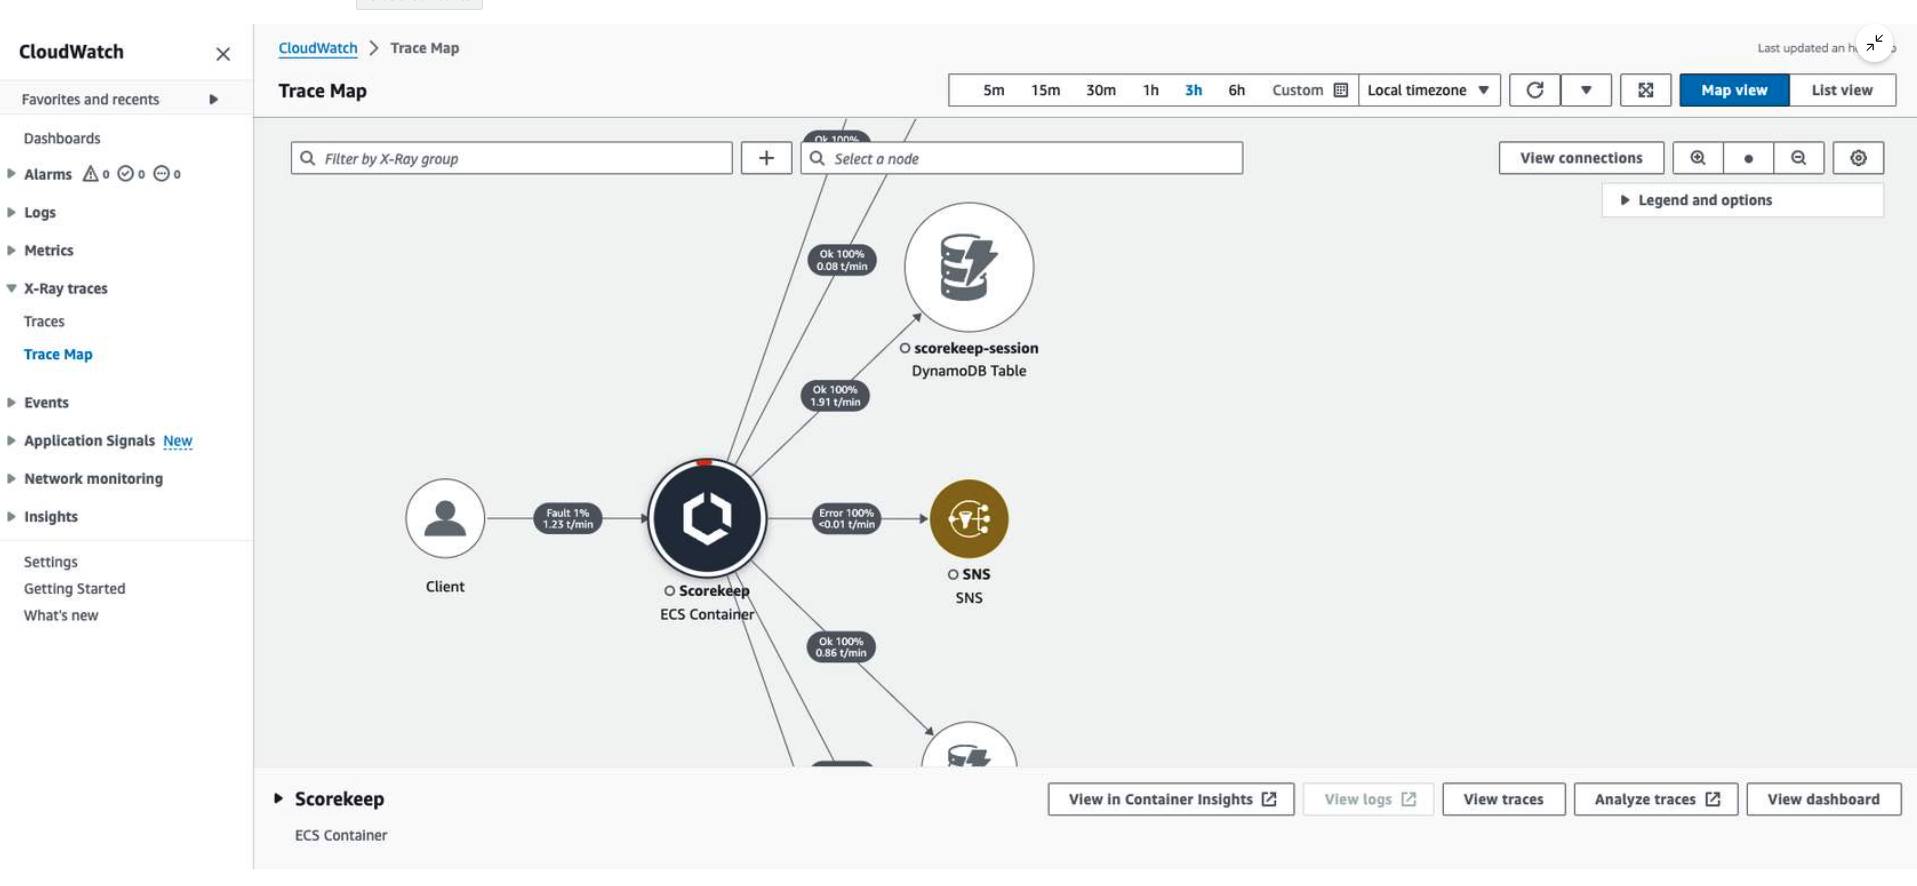 CloudWatch
Favorites and recents
Dashboards
Alarms 0 0 0
Logs
Metrics
X-Ray traces
Traces
Trace Map
Events
Application Signals New
Network monitoring
Insights
Settings
Getting Started
What's new
CloudWatch > Trace Map
Last updated an
Trace Map
5m 15m 30m 1h 3h 6h Custom Local timezone
Map view List view
Filter by X-Ray group
+
Select a node
View connections
Legend and options
Ok 100%
Ok 100%
0.08 t/min
scorekeep-session
DynamoDB Table
Ok 100%
1.91 t/min
Client
Fault 1%
1.23 t/min
Scorekeep
ECS Container
Error 100%
<0.01 t/min
SNS
SNS
Ok 100%
0.86 t/min
Scorekeep
ECS Container
View in Container Insights
View logs
View traces
Analyze traces
View dashboard